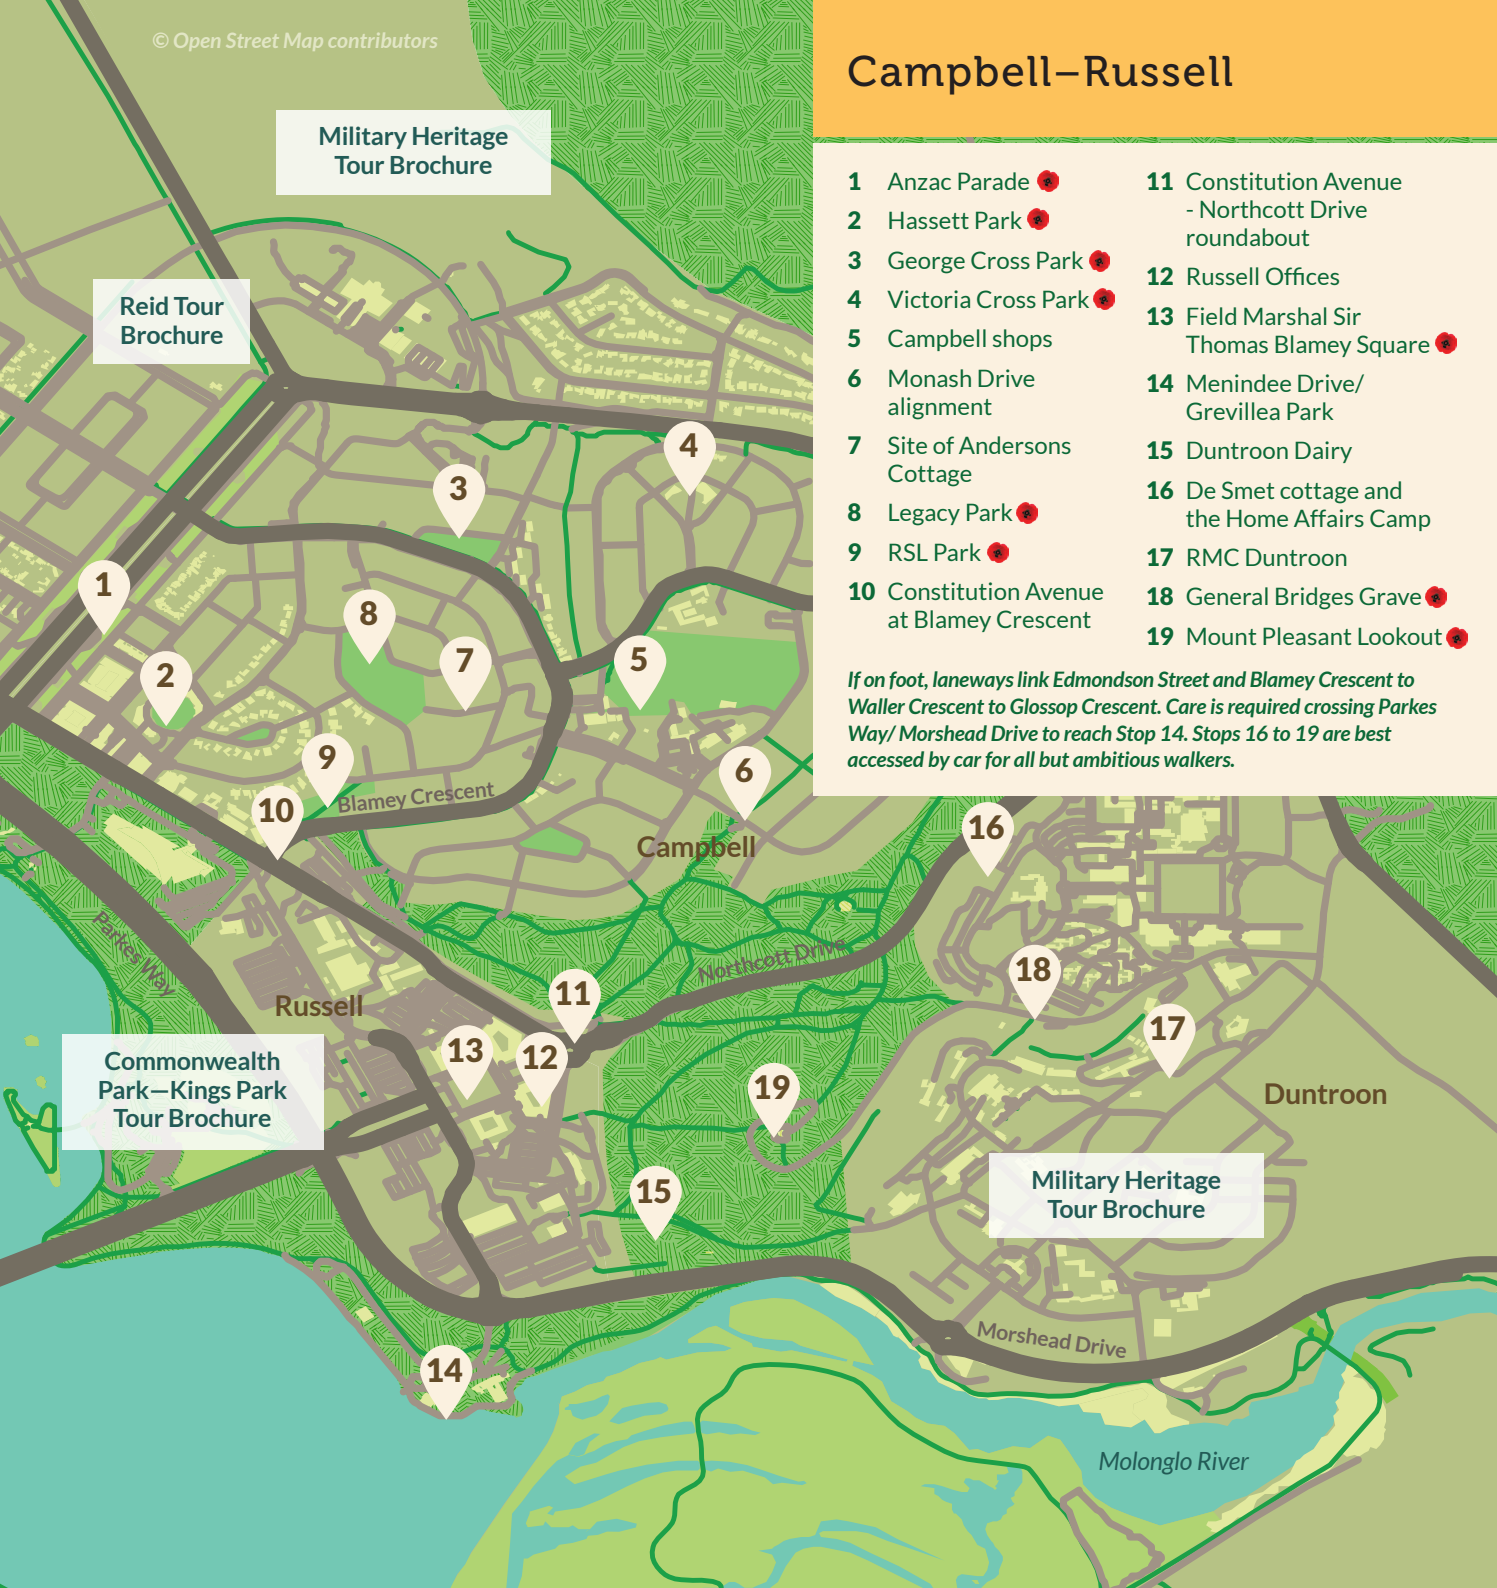 © Open Street Map contributors
Campbell–Russell
Military Heritage
Tour Brochure
Reid Tour
Brochure
1 Anzac Parade
2 Hassett Park
3 George Cross Park
4 Victoria Cross Park
5 Campbell shops
6 Monash Drive
alignment
7 Site of Andersons
Cottage
8 Legacy Park
9 RSL Park
10 Constitution Avenue
at Blamey Crescent
11 Constitution Avenue
- Northcott Drive
roundabout
12 Russell Offices
13 Field Marshal Sir
Thomas Blamey Square
14 Menindee Drive/
Grevillea Park
15 Duntroon Dairy
16 De Smet cottage and
the Home Affairs Camp
17 RMC Duntroon
18 General Bridges Grave
19 Mount Pleasant Lookout
If on foot, laneways link Edmondson Street and Blamey Crescent to
Waller Crescent to Glossop Crescent. Care is required crossing Parkes
Way/ Morshead Drive to reach Stop 14. Stops 16 to 19 are best
accessed by car for all but ambitious walkers.
4
3
1
8
7
5
2
9
6
10
Blamey Crescent
Campbell
16
Parkes Way
Northcott Drive
18
11
Russell
17
13
12
19
Commonwealth
Park—Kings Park
Tour Brochure
Duntroon
15
Military Heritage
Tour Brochure
Morshead Drive
14
Molonglo River